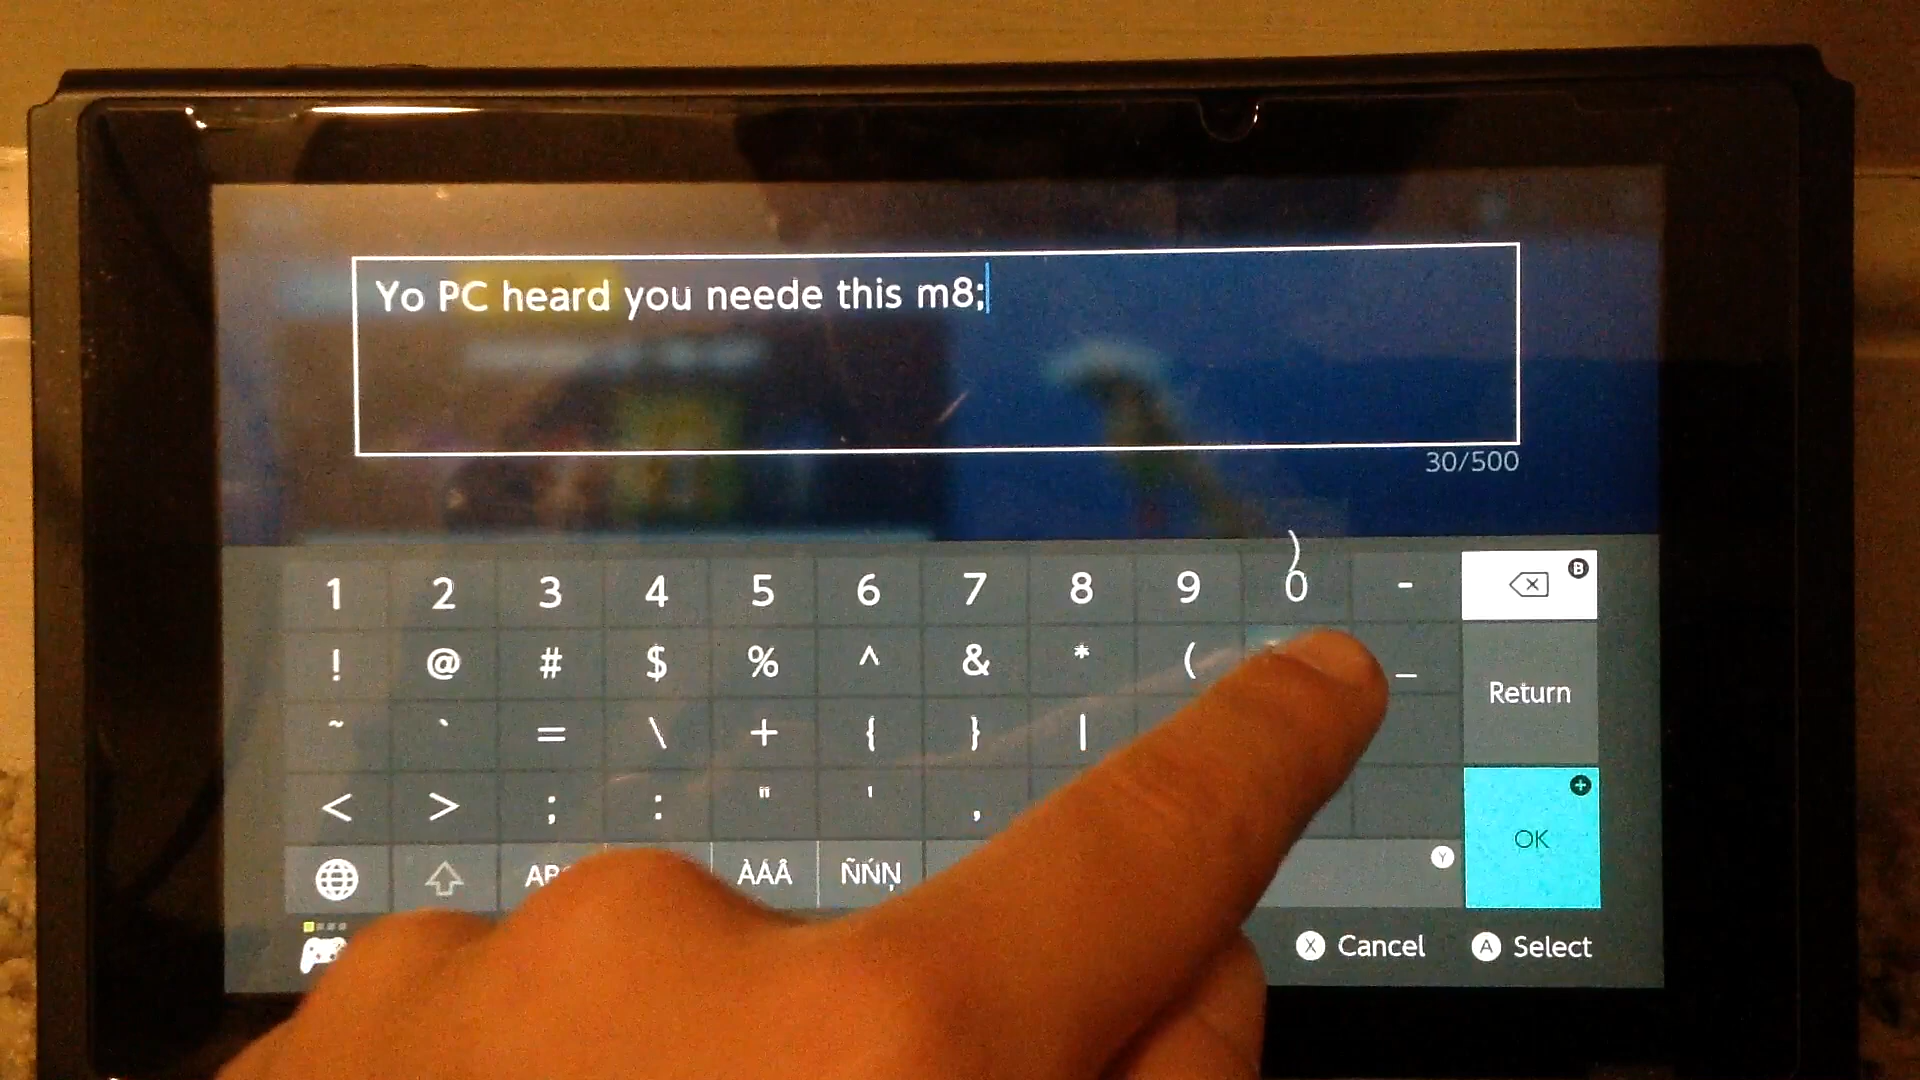 Yo PC heard you neede this m8;
30/500
)
1 2 3 4 5 6 7 8 9 0 - B
! @ # $ % ^ & * ( _ Return
~ ` = \ + { } |
< > ; : " ' , + OK
ÀÁÂ ÑŃŅ Y
X Cancel A Select